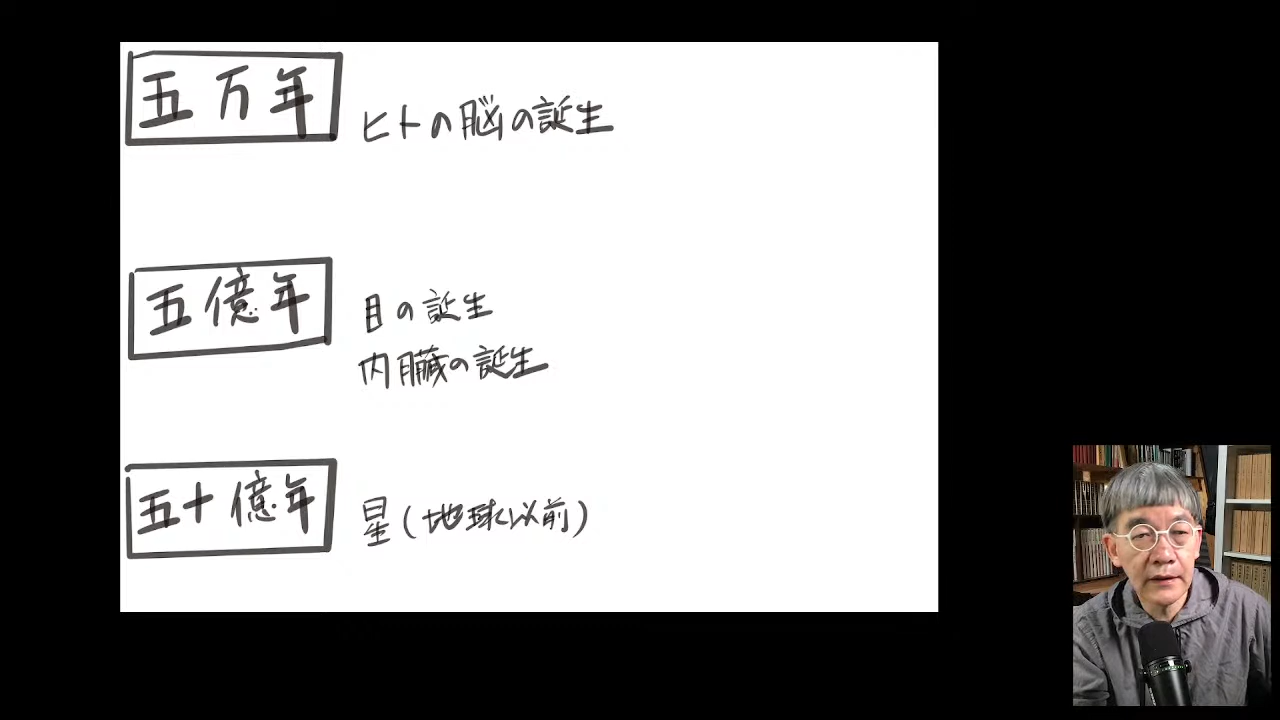 五万年
ヒトの脳の誕生
五億年
目の誕生
内臓の誕生
五十億年
星(地球以前)